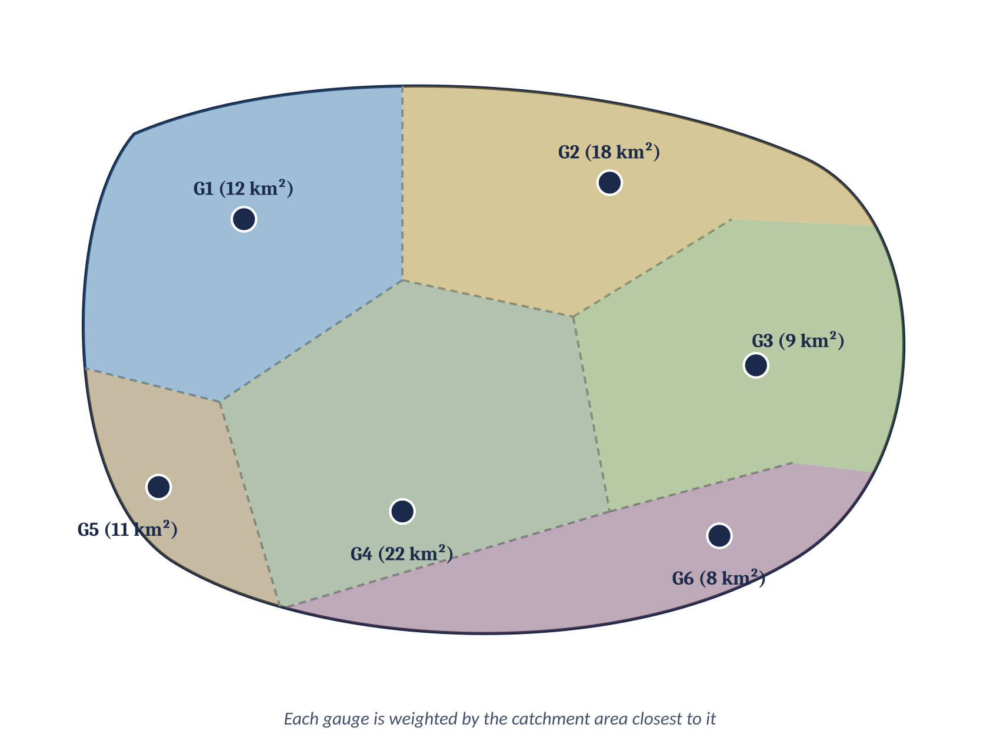 G2 (18 km²)
G1 (12 km²)
G3 (9 km²)
G5 (11 km²)
G4 (22 km²)
G6 (8 km²)
Each gauge is weighted by the catchment area closest to it